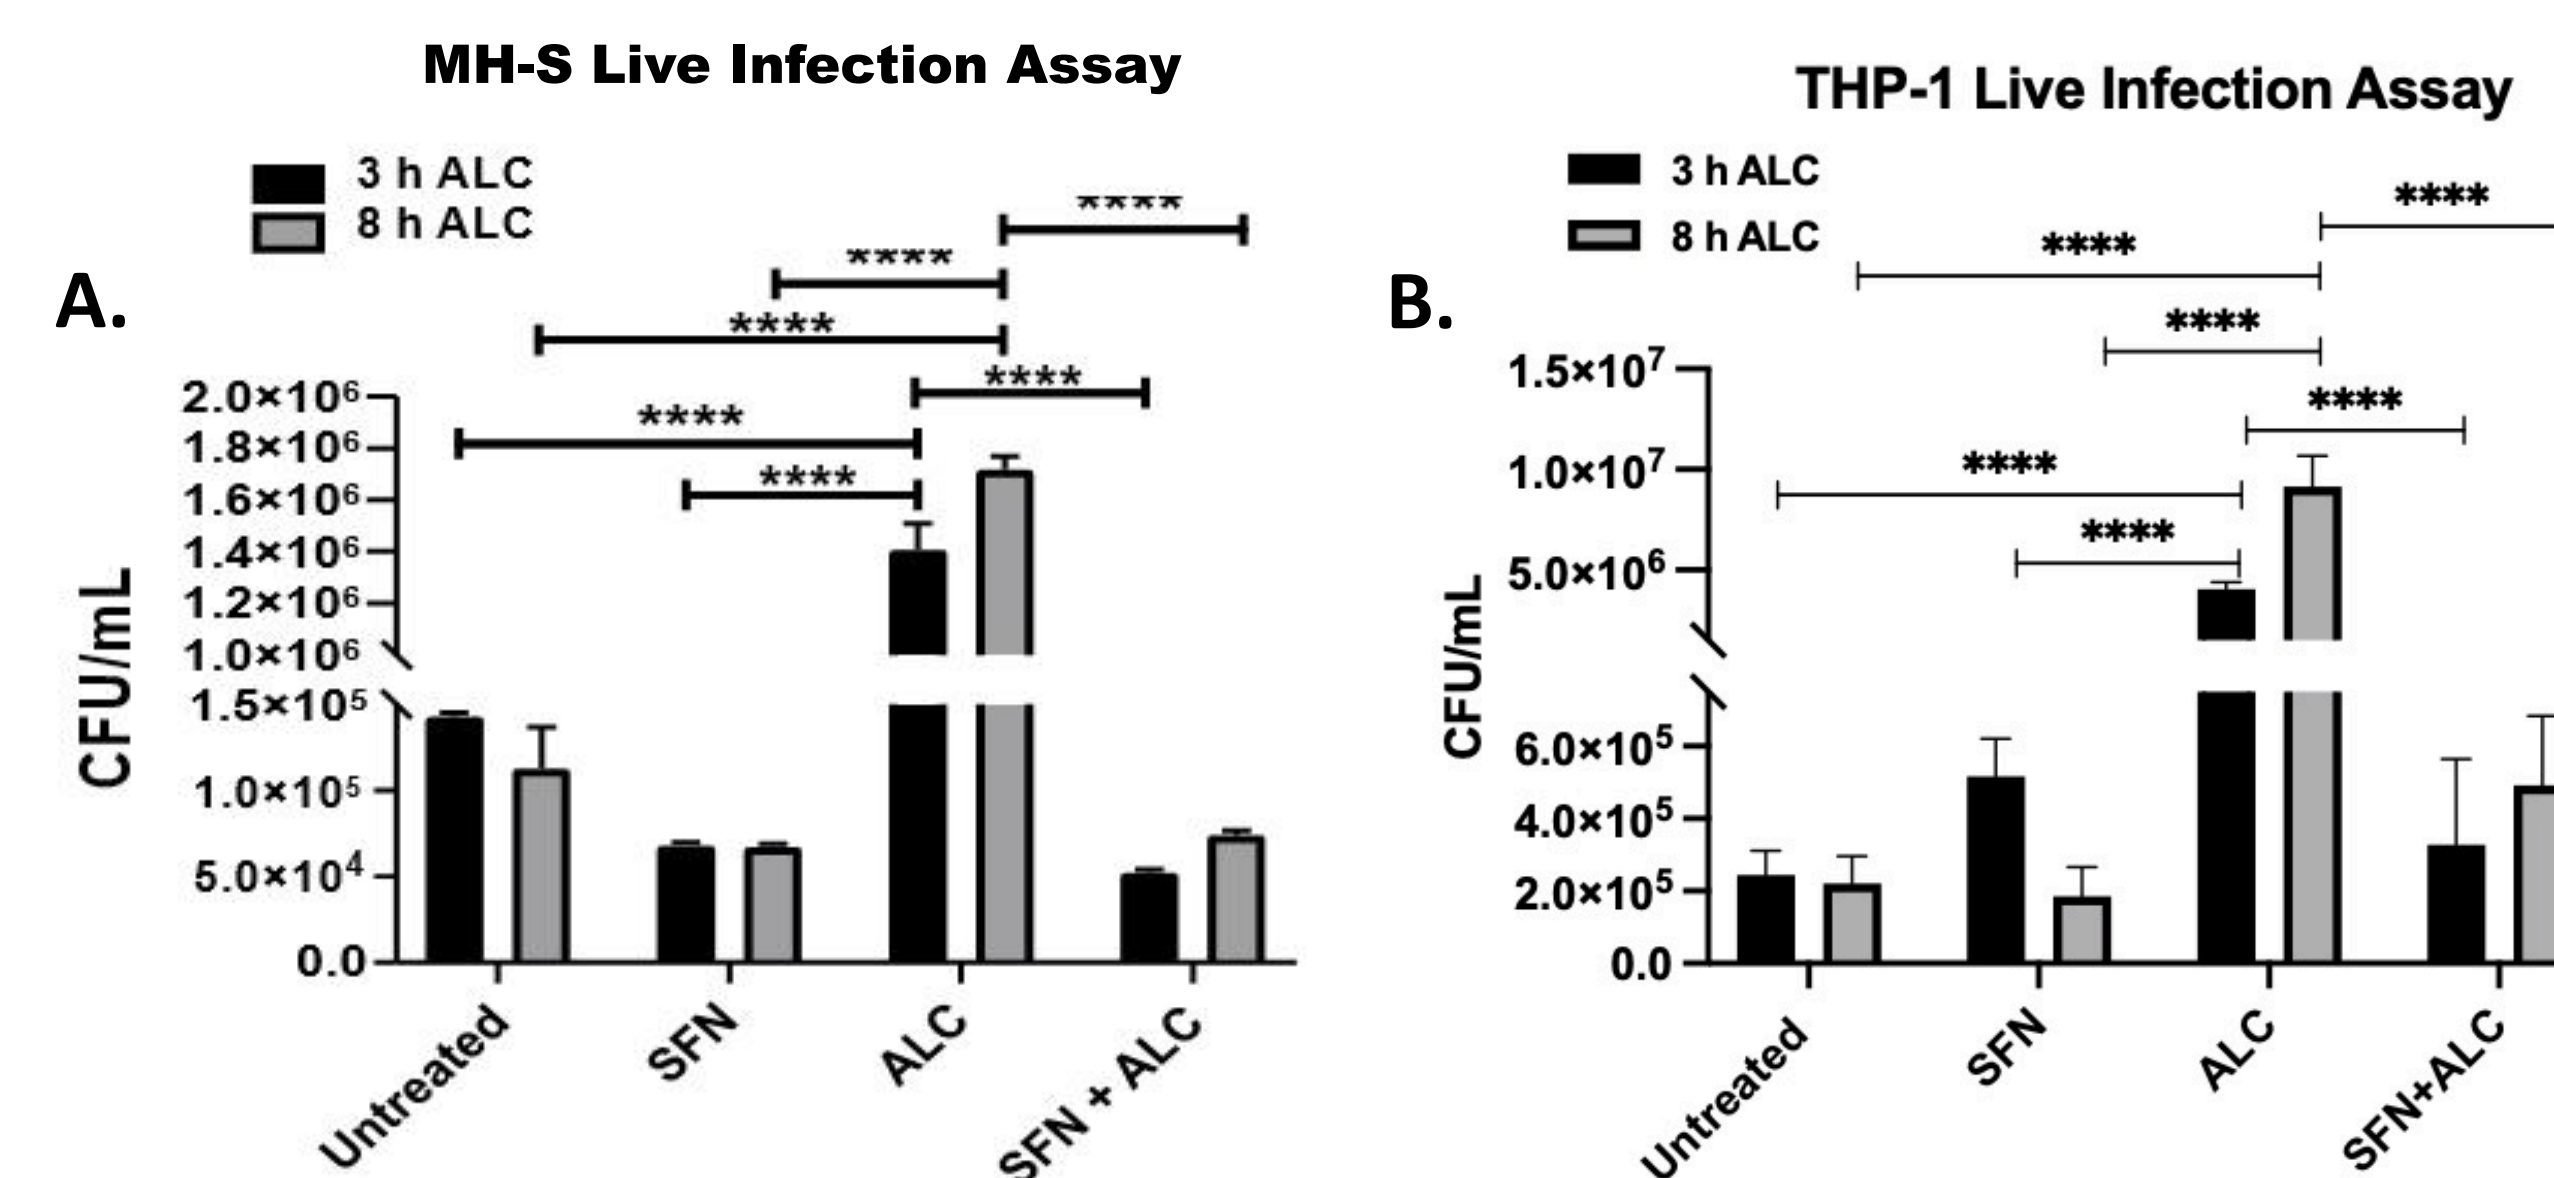 MH-S Live Infection Assay
3 h ALC
8 h ALC
****
****
****
****
****
****
A.
CFU/mL
2.0×10⁶
1.8×10⁶
1.6×10⁶
1.4×10⁶
1.2×10⁶
1.0×10⁶
1.5×10⁵
1.0×10⁵
5.0×10⁴
0.0
Untreated
SFN
ALC
SFN + ALC
THP-1 Live Infection Assay
3 h ALC
8 h ALC
****
****
****
****
****
****
B.
CFU/mL
1.5×10⁷
1.0×10⁷
5.0×10⁶
6.0×10⁵
4.0×10⁵
2.0×10⁵
0.0
Untreated
SFN
ALC
SFN+ALC